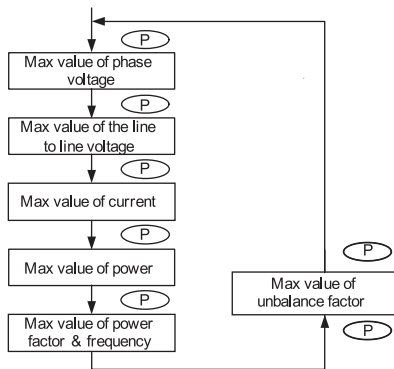 P
Max value of phase
voltage
P
Max value of the line
to line voltage
P
Max value of current
P
Max value of power
P
Max value of power
factor & frequency
P
Max value of
unbalance factor
P